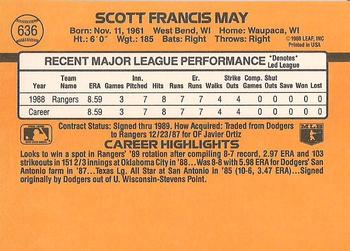 636
SCOTT FRANCIS MAY
©1988 LEAF, INC
PRINTED IN USA
Born: Nov. 11, 1961 West Bend, WI Home: Waupaca, WI
Ht: 6'0" Wgt: 185 Bats: Right Throws: Right
RECENT MAJOR LEAGUE PERFORMANCE *Denotes* Led League
Year Team Name ERA Games Inn. Pitched Hits Runs Er. Runs Walks Strike Outs Comp. Games Shut Outs Save Won Lost
1988 Rangers 8.59 3 7 8 7 7 4 4 0 0 0 0 0
Career 8.59 3 7 8 7 7 4 4 0 0 0 0 0
Contract Status: Signed thru 1989. How Acquired: Traded from Dodgers
to Rangers 12/23/87 for OF Javier Ortiz
CAREER HIGHLIGHTS
Looks to win a spot in Rangers' '89 rotation after compiling 8-7 record, 2.97 ERA and 103
strikeouts in 151 2/3 innings at Oklahoma City in '88...Was 8-8 with 5.98 ERA for Dodgers' San
Antonio farm in '87...Texas Lg. All Star at San Antonio in '85 (10-6, 3.47 ERA)...Signed
originally by Dodgers out of U. Wisconsin-Stevens Point.